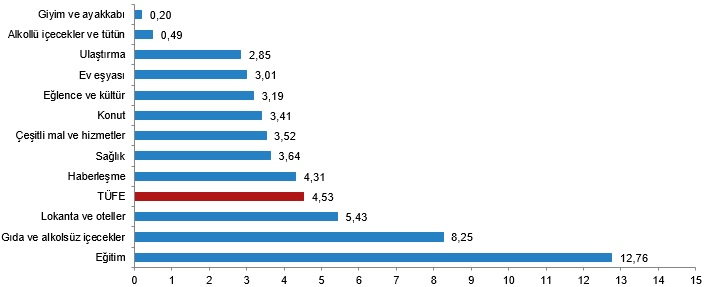 Giyim ve ayakkabı 0,20
Alkollü içecekler ve tütün 0,49
Ulaştırma 2,85
Ev eşyası 3,01
Eğlence ve kültür 3,19
Konut 3,41
Çeşitli mal ve hizmetler 3,52
Sağlık 3,64
Haberleşme 4,31
TÜFE 4,53
Lokanta ve oteller 5,43
Gıda ve alkolsüz içecekler 8,25
Eğitim 12,76
0 1 2 3 4 5 6 7 8 9 10 11 12 13 14 15